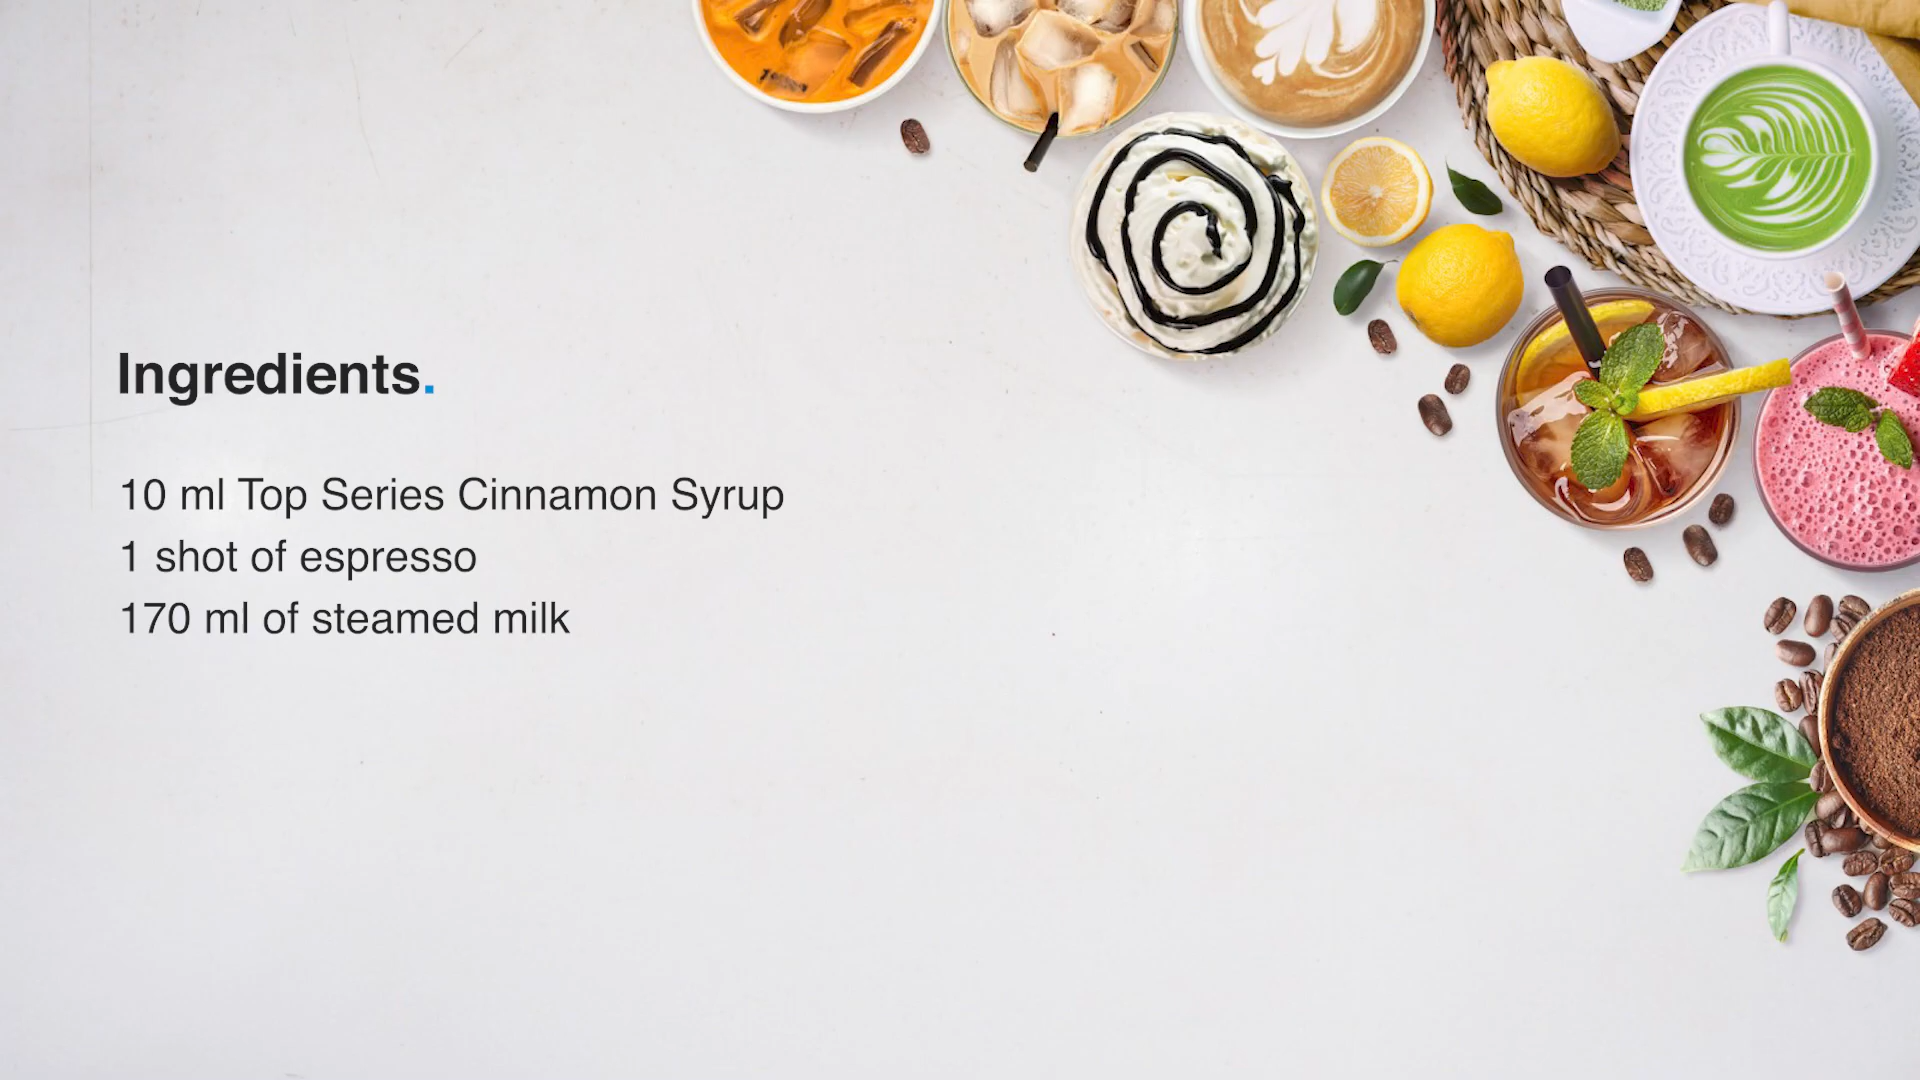 Ingredients.
10 ml Top Series Cinnamon Syrup
1 shot of espresso
170 ml of steamed milk